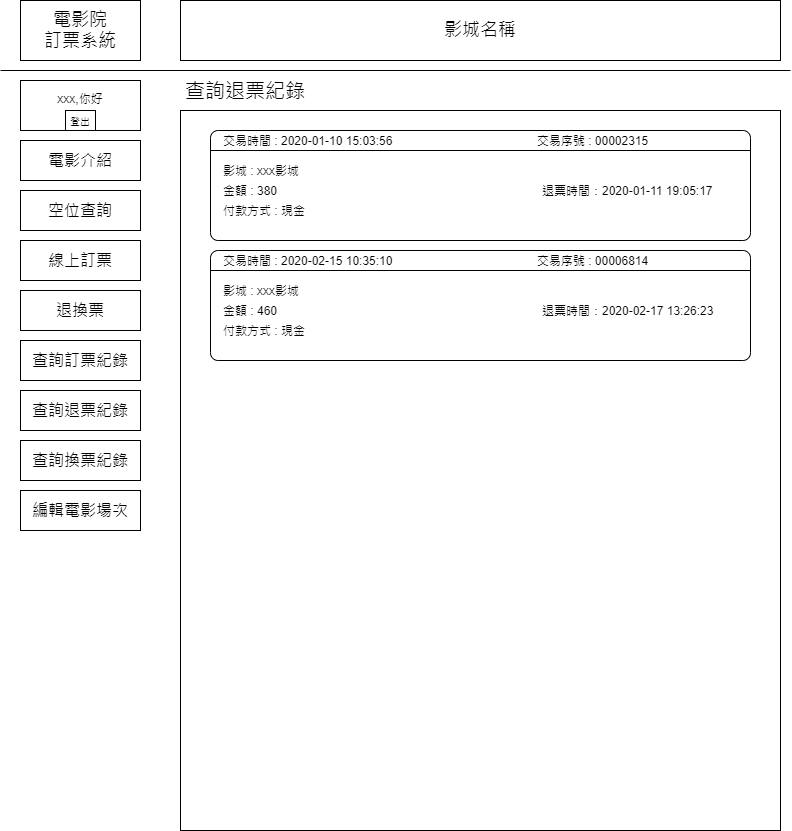 電影院
訂票系統
影城名稱
xxx,你好
登出
電影介紹
空位查詢
線上訂票
退換票
查詢訂票紀錄
查詢退票紀錄
查詢換票紀錄
編輯電影場次
查詢退票紀錄
交易時間 : 2020-01-10 15:03:56 交易序號 : 00002315
影城 : xxx影城
金額 : 380 退票時間 : 2020-01-11 19:05:17
付款方式 : 現金
交易時間 : 2020-02-15 10:35:10 交易序號 : 00006814
影城 : xxx影城
金額 : 460 退票時間 : 2020-02-17 13:26:23
付款方式 : 現金